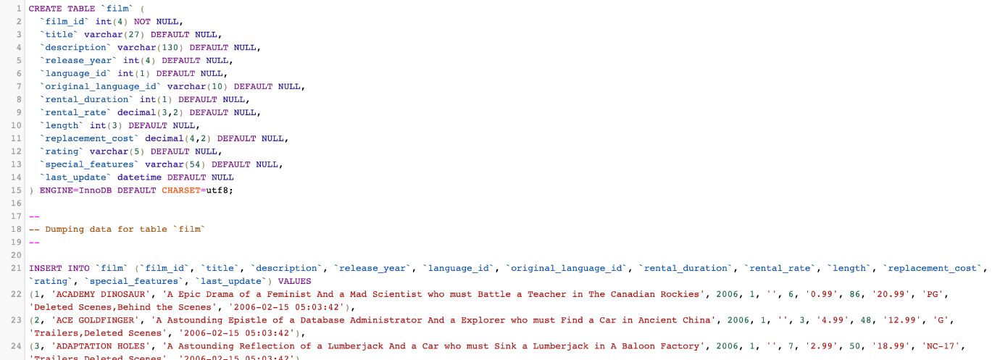 1 CREATE TABLE `film` (
2 `film_id` int(4) NOT NULL,
3 `title` varchar(27) DEFAULT NULL,
4 `description` varchar(130) DEFAULT NULL,
5 `release_year` int(4) DEFAULT NULL,
6 `language_id` int(1) DEFAULT NULL,
7 `original_language_id` varchar(10) DEFAULT NULL,
8 `rental_duration` int(1) DEFAULT NULL,
9 `rental_rate` decimal(3,2) DEFAULT NULL,
10 `length` int(3) DEFAULT NULL,
11 `replacement_cost` decimal(4,2) DEFAULT NULL,
12 `rating` varchar(5) DEFAULT NULL,
13 `special_features` varchar(54) DEFAULT NULL,
14 `last_update` datetime DEFAULT NULL
15 ) ENGINE=InnoDB DEFAULT CHARSET=utf8;
16
17 --
18 -- Dumping data for table `film`
19 --
20
21 INSERT INTO `film` (`film_id`, `title`, `description`, `release_year`, `language_id`, `original_language_id`, `rental_duration`, `rental_rate`, `length`, `replacement_cost`,
`rating`, `special_features`, `last_update`) VALUES
22 (1, 'ACADEMY DINOSAUR', 'A Epic Drama of a Feminist And a Mad Scientist who must Battle a Teacher in The Canadian Rockies', 2006, 1, '', 6, '0.99', 86, '20.99', 'PG',
'Deleted Scenes,Behind the Scenes', '2006-02-15 05:03:42'),
23 (2, 'ACE GOLDFINGER', 'A Astounding Epistle of a Database Administrator And a Explorer who must Find a Car in Ancient China', 2006, 1, '', 3, '4.99', 48, '12.99', 'G',
'Trailers,Deleted Scenes', '2006-02-15 05:03:42'),
24 (3, 'ADAPTATION HOLES', 'A Astounding Reflection of a Lumberjack And a Car who must Sink a Lumberjack in A Baloon Factory', 2006, 1, '', 7, '2.99', 50, '18.99', 'NC-17',
'Trailers,Deleted Scenes', '2006-02-15 05:03:42')